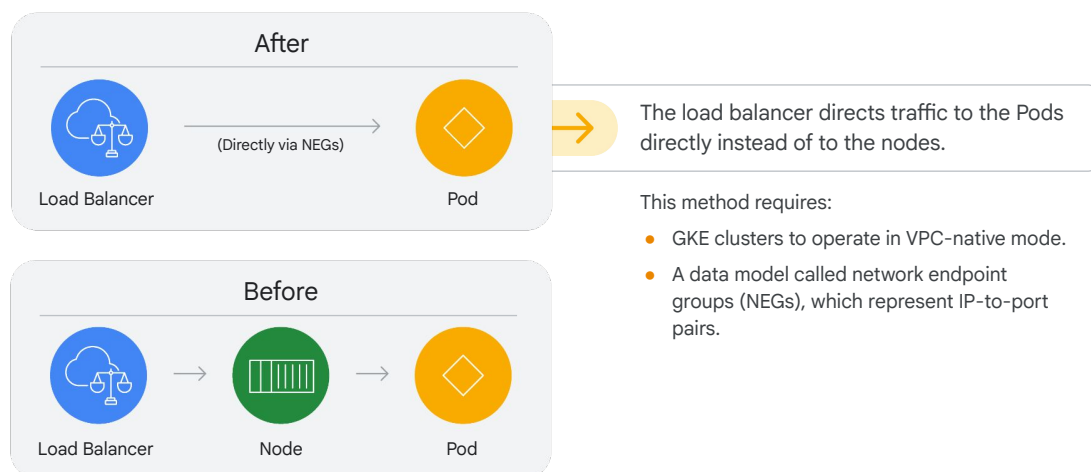 After
(Directly via NEGs)
Load Balancer
Pod
The load balancer directs traffic to the Pods
directly instead of to the nodes.
This method requires:
● GKE clusters to operate in VPC-native mode.
● A data model called network endpoint
groups (NEGs), which represent IP-to-port
pairs.
Before
Load Balancer
Node
Pod